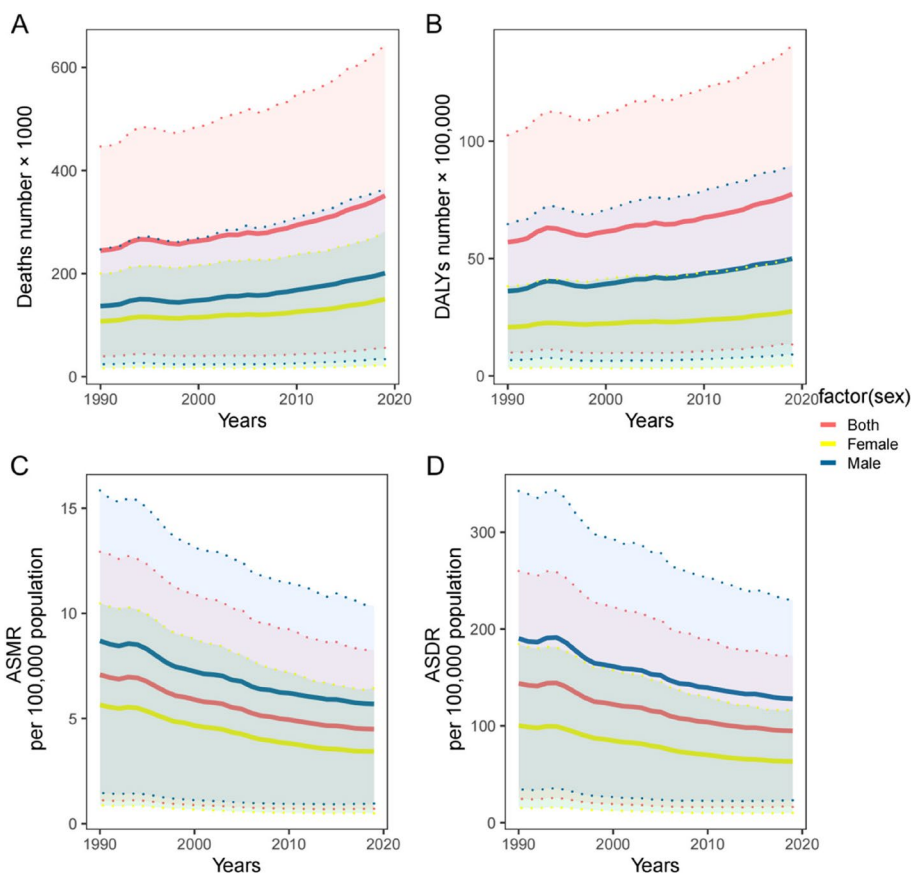 A
Deaths number × 1000
600
400
200
0
1990
2000
2010
2020
Years
B
DALYs number × 100,000
100
50
0
1990
2000
2010
2020
Years
factor(sex)
Both
Female
Male
C
ASMR
per 100,000 population
15
10
5
0
1990
2000
2010
2020
Years
D
ASDR
per 100,000 population
300
200
100
0
1990
2000
2010
2020
Years